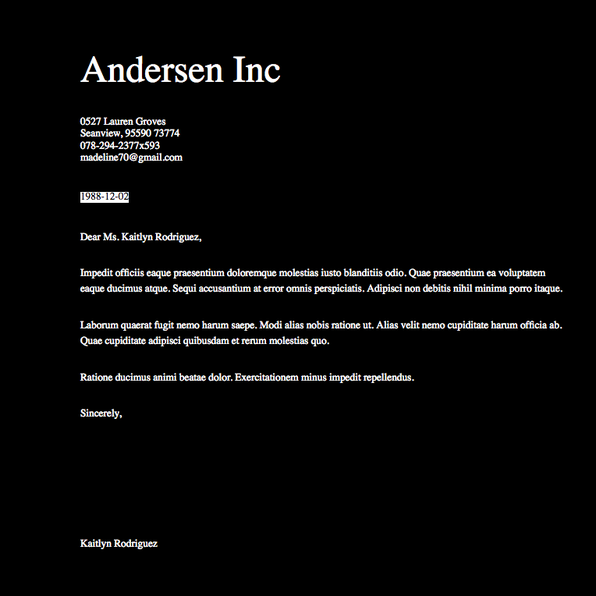 Andersen Inc
0527 Lauren Groves
Seanview, 95590 73774
078-294-2377x593
madeline70@gmail.com
1988-12-02
Dear Ms. Kaitlyn Rodriguez,
Impedit officiis eaque praesentium doloremque molestias iusto blanditiis odio. Quae praesentium ea voluptatem
eaque ducimus atque. Sequi accusantium at error omnis perspiciatis. Adipisci non debitis nihil minima porro itaque.
Laborum quaerat fugit nemo harum saepe. Modi alias nobis ratione ut. Alias velit nemo cupiditate harum officia ab.
Quae cupiditate adipisci quibusdam et rerum molestias quo.
Ratione ducimus animi beatae dolor. Exercitationem minus impedit repellendus.
Sincerely,
Kaitlyn Rodriguez